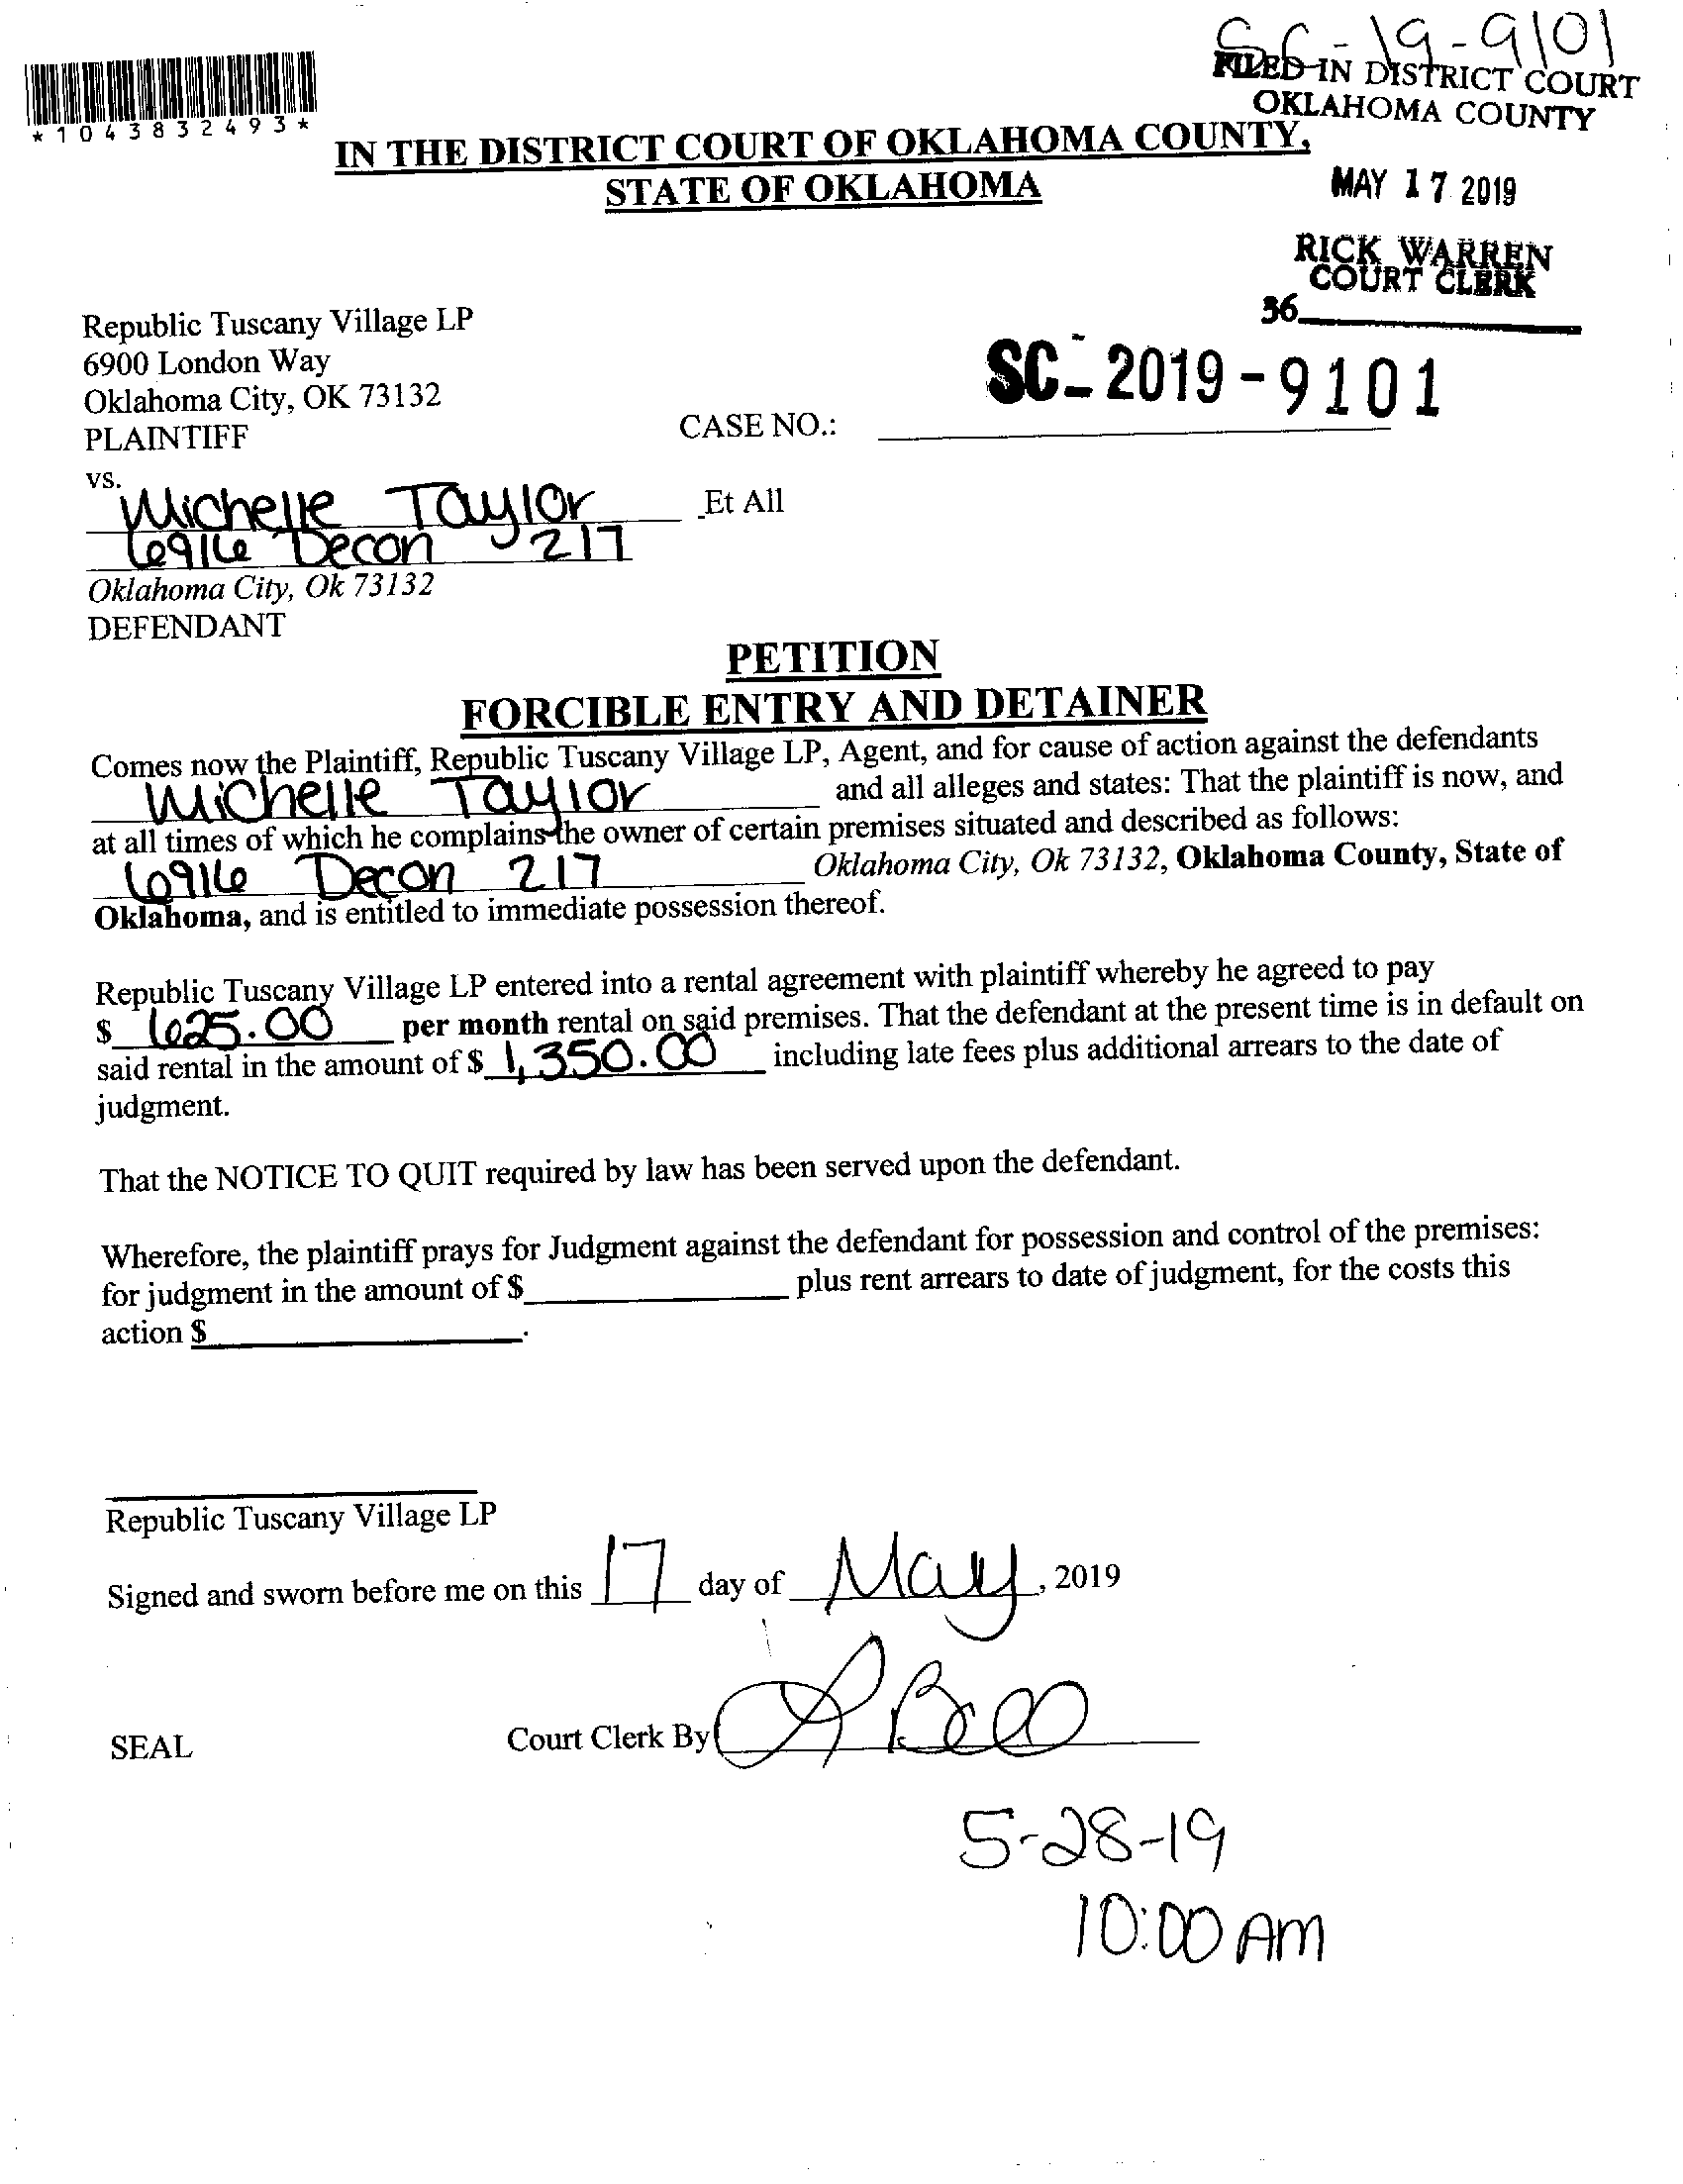 SC-19-9101
FILED IN DISTRICT COURT
OKLAHOMA COUNTY
*1043832493*
IN THE DISTRICT COURT OF OKLAHOMA COUNTY,
STATE OF OKLAHOMA
MAY 17 2019
RICK WARREN
COURT CLERK
36
Republic Tuscany Village LP
6900 London Way
Oklahoma City, OK 73132
PLAINTIFF
CASE NO.: SC-2019-9101
vs.
Michelle Taylor Et All
6916 Decon 217
Oklahoma City, Ok 73132
DEFENDANT
PETITION
FORCIBLE ENTRY AND DETAINER
Comes now the Plaintiff, Republic Tuscany Village LP, Agent, and for cause of action against the defendants
Michelle Taylor and all alleges and states: That the plaintiff is now, and
at all times of which he complains the owner of certain premises situated and described as follows:
6916 Decon 217 Oklahoma City, Ok 73132, Oklahoma County, State of
Oklahoma, and is entitled to immediate possession thereof.
Republic Tuscany Village LP entered into a rental agreement with plaintiff whereby he agreed to pay
$ 625.00 per month rental on said premises. That the defendant at the present time is in default on
said rental in the amount of $ 1,350.00 including late fees plus additional arrears to the date of
judgment.
That the NOTICE TO QUIT required by law has been served upon the defendant.
Wherefore, the plaintiff prays for Judgment against the defendant for possession and control of the premises:
for judgment in the amount of $ plus rent arrears to date of judgment, for the costs this
action $ .
Republic Tuscany Village LP
Signed and sworn before me on this 17 day of May, 2019
SEAL Court Clerk By
5-28-19
10:00 AM